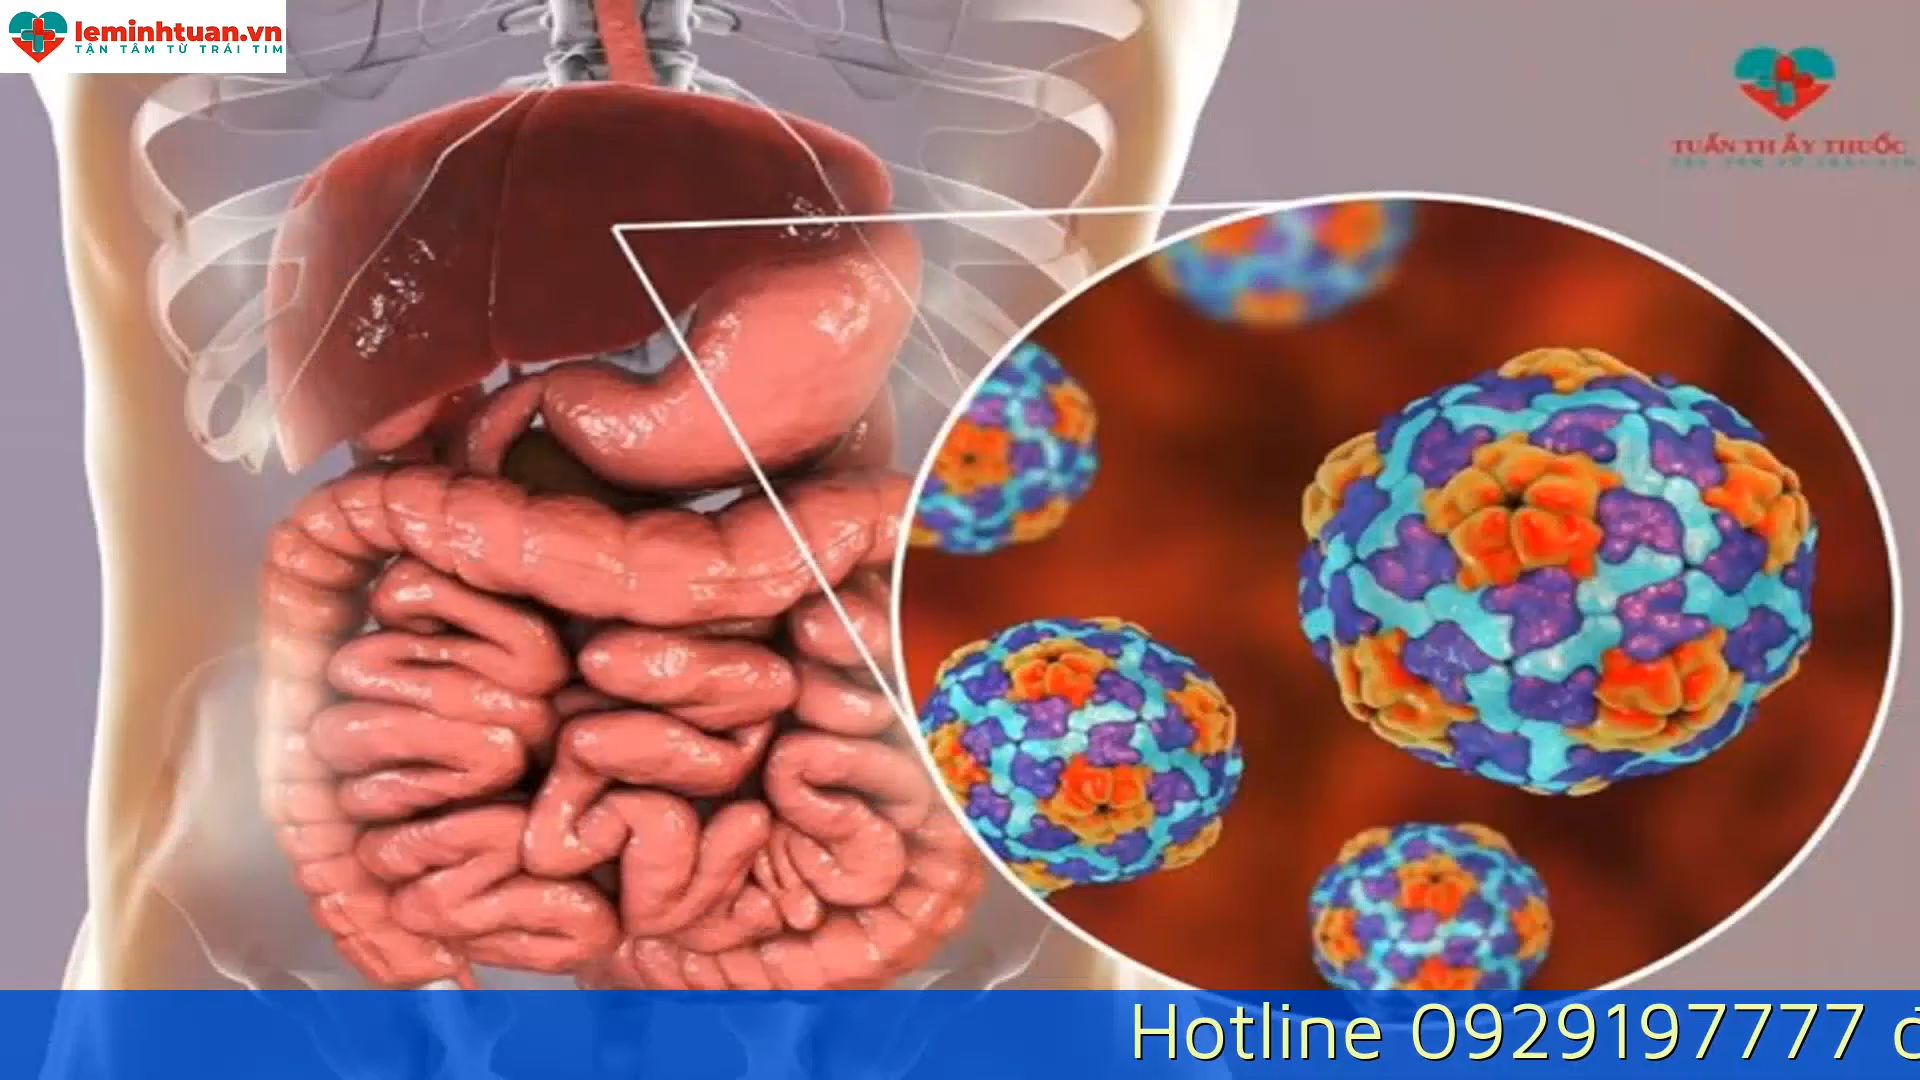 leminhtuan.vn
TẬN TÂM TỪ TRÁI TIM
TUẤN THẦY THUỐC
Hotline 0929197777